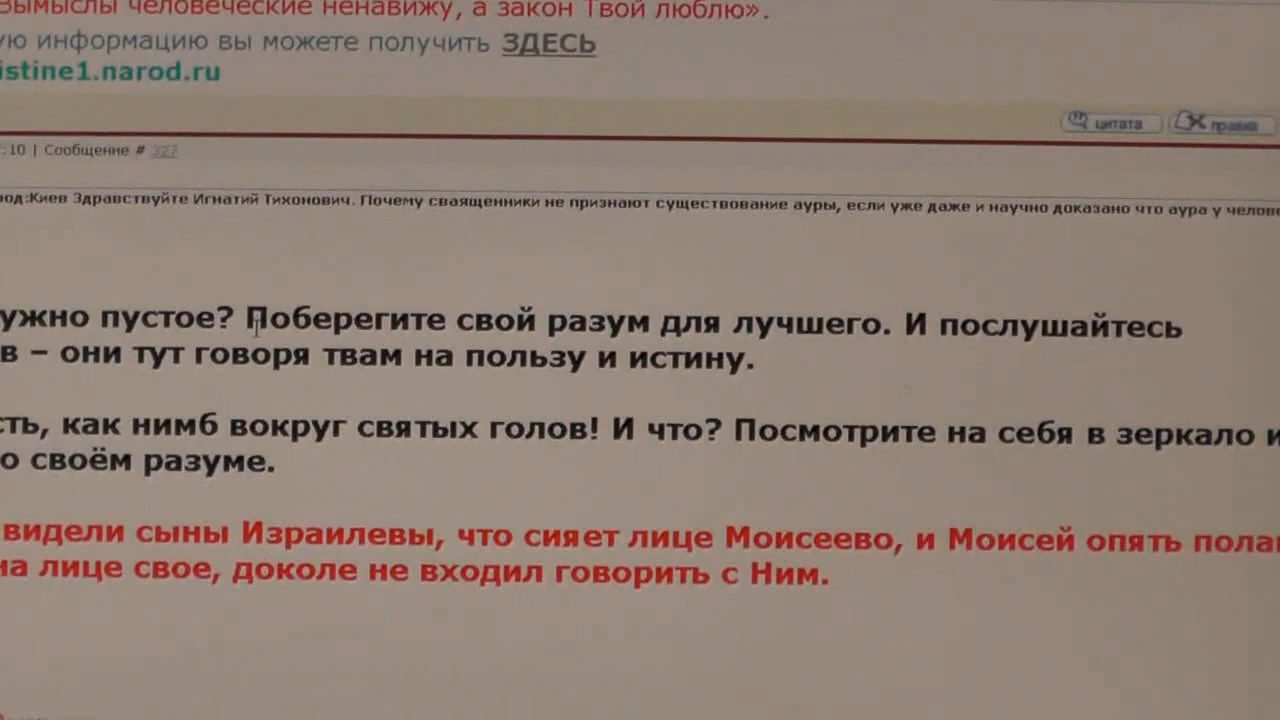 Вымыслы человеческие ненавижу, а закон Твой люблю».
ую информацию вы можете получить ЗДЕСЬ
istine1.narod.ru
цитата правка
:10 | Сообщение # 327
род:Киев Здравствуйте Игнатий Тихонович. Почему сваященники не признают существование ауры, если уже даже и научно доказано что аура у челове
ужно пустое? Поберегите свой разум для лучшего. И послушайтесь
в – они тут говоря твам на пользу и истину.
сть, как нимб вокруг святых голов! И что? Посмотрите на себя в зеркало и
о своём разуме.
видели сыны Израилевы, что сияет лице Моисеево, и Моисей опять пола
на лице свое, доколе не входил говорить с Ним.